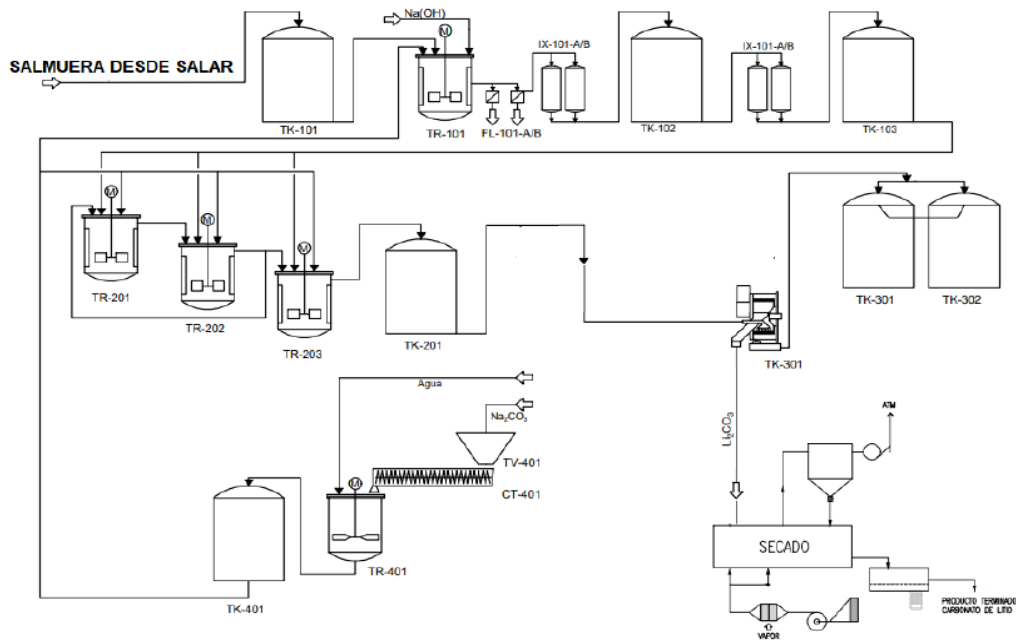 Na(OH)
M
SALMUERA DESDE SALAR
IX-101-A/B
IX-101-A/B
TK-101
TR-101
FL-101-A/B
TK-102
TK-103
M
M
M
TR-201
TR-202
TR-203
TK-201
TK-301
TK-302
TK-301
Agua
Na₂CO₃
Li₂CO₃
ATM
TV-401
CT-401
M
TR-401
TK-401
SECADO
PRODUCTO TERMINADO
CARBONATO DE LITIO
VAPOR